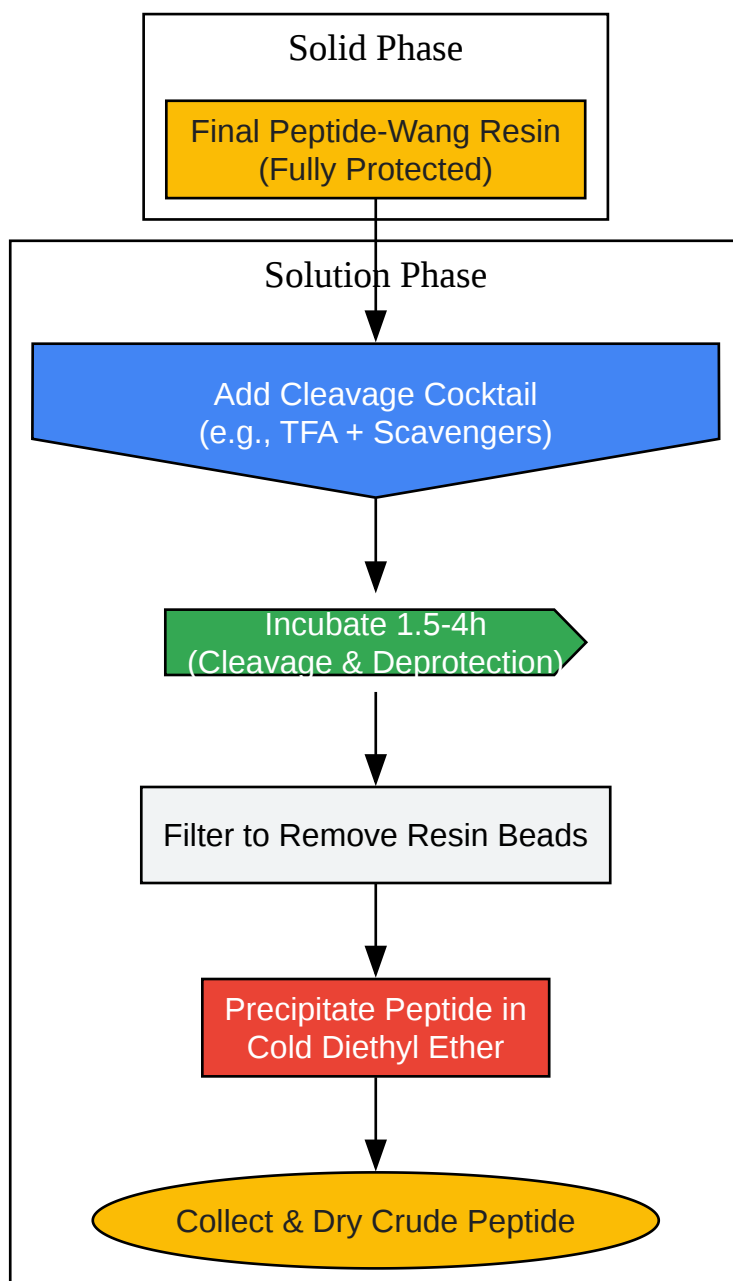 Solid Phase
Final Peptide-Wang Resin
(Fully Protected)
Solution Phase
Add Cleavage Cocktail
(e.g., TFA + Scavengers)
Incubate 1.5-4h
(Cleavage & Deprotection)
Filter to Remove Resin Beads
Precipitate Peptide in
Cold Diethyl Ether
Collect & Dry Crude Peptide